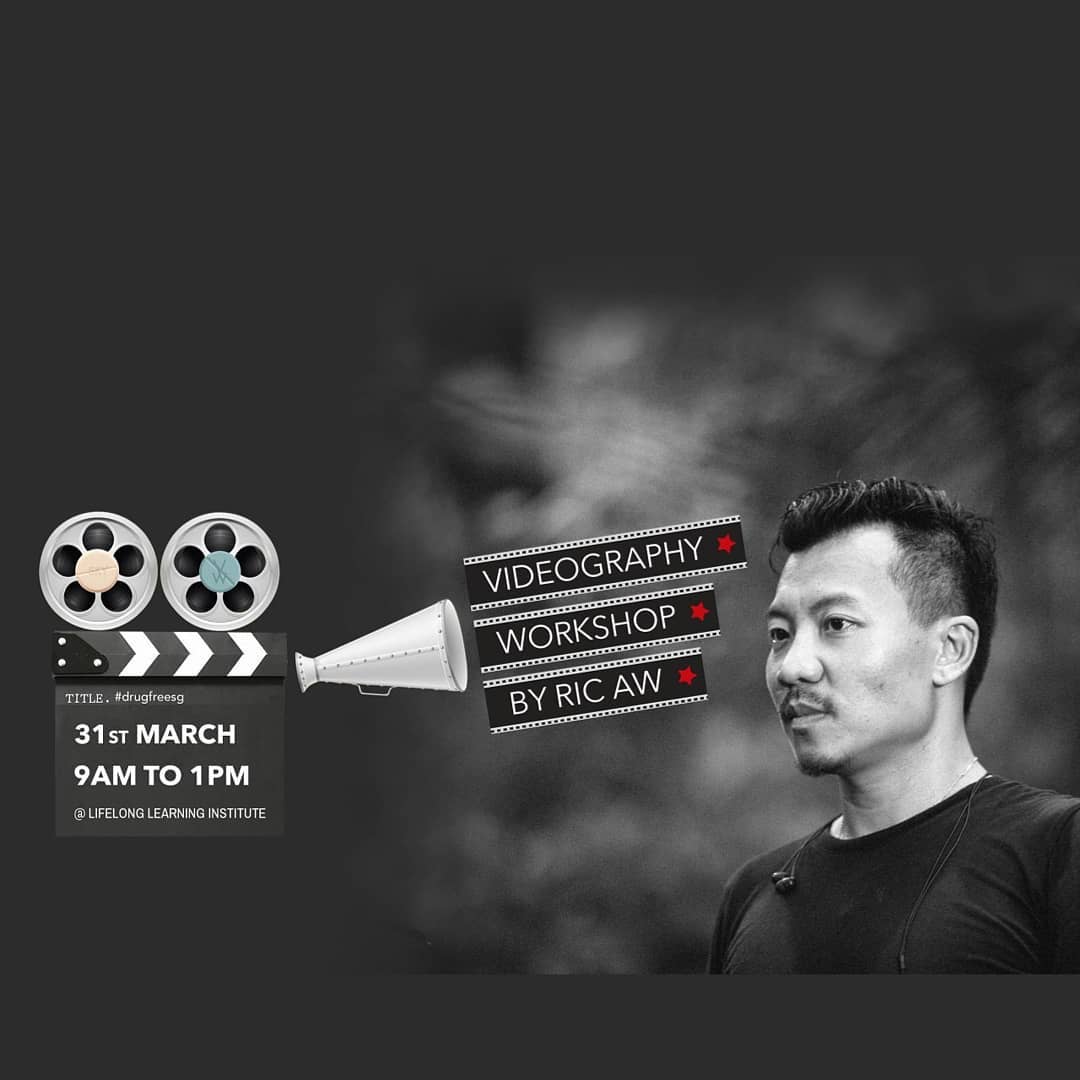 VIDEOGRAPHY
WORKSHOP
BY RIC AW
TITLE. #drugfreesg
31ST MARCH
9AM TO 1PM
@ LIFELONG LEARNING INSTITUTE